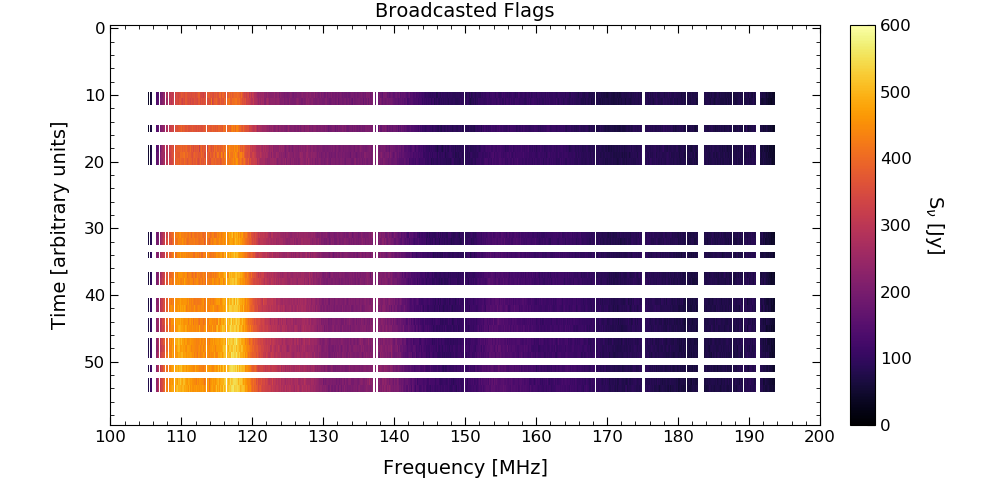 Broadcasted Flags
0
10
20
30
40
50
Time [arbitrary units]
100 110 120 130 140 150 160 170 180 190 200
Frequency [MHz]
600
500
400
300
200
100
0
S_ν [Jy]